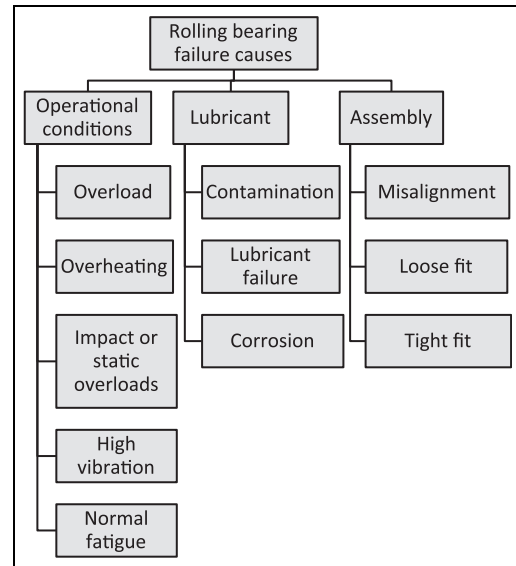 Rolling bearing
failure causes
Operational
conditions
Lubricant
Assembly
Overload
Contamination
Misalignment
Overheating
Lubricant
failure
Loose fit
Impact or
static
overloads
Corrosion
Tight fit
High
vibration
Normal
fatigue